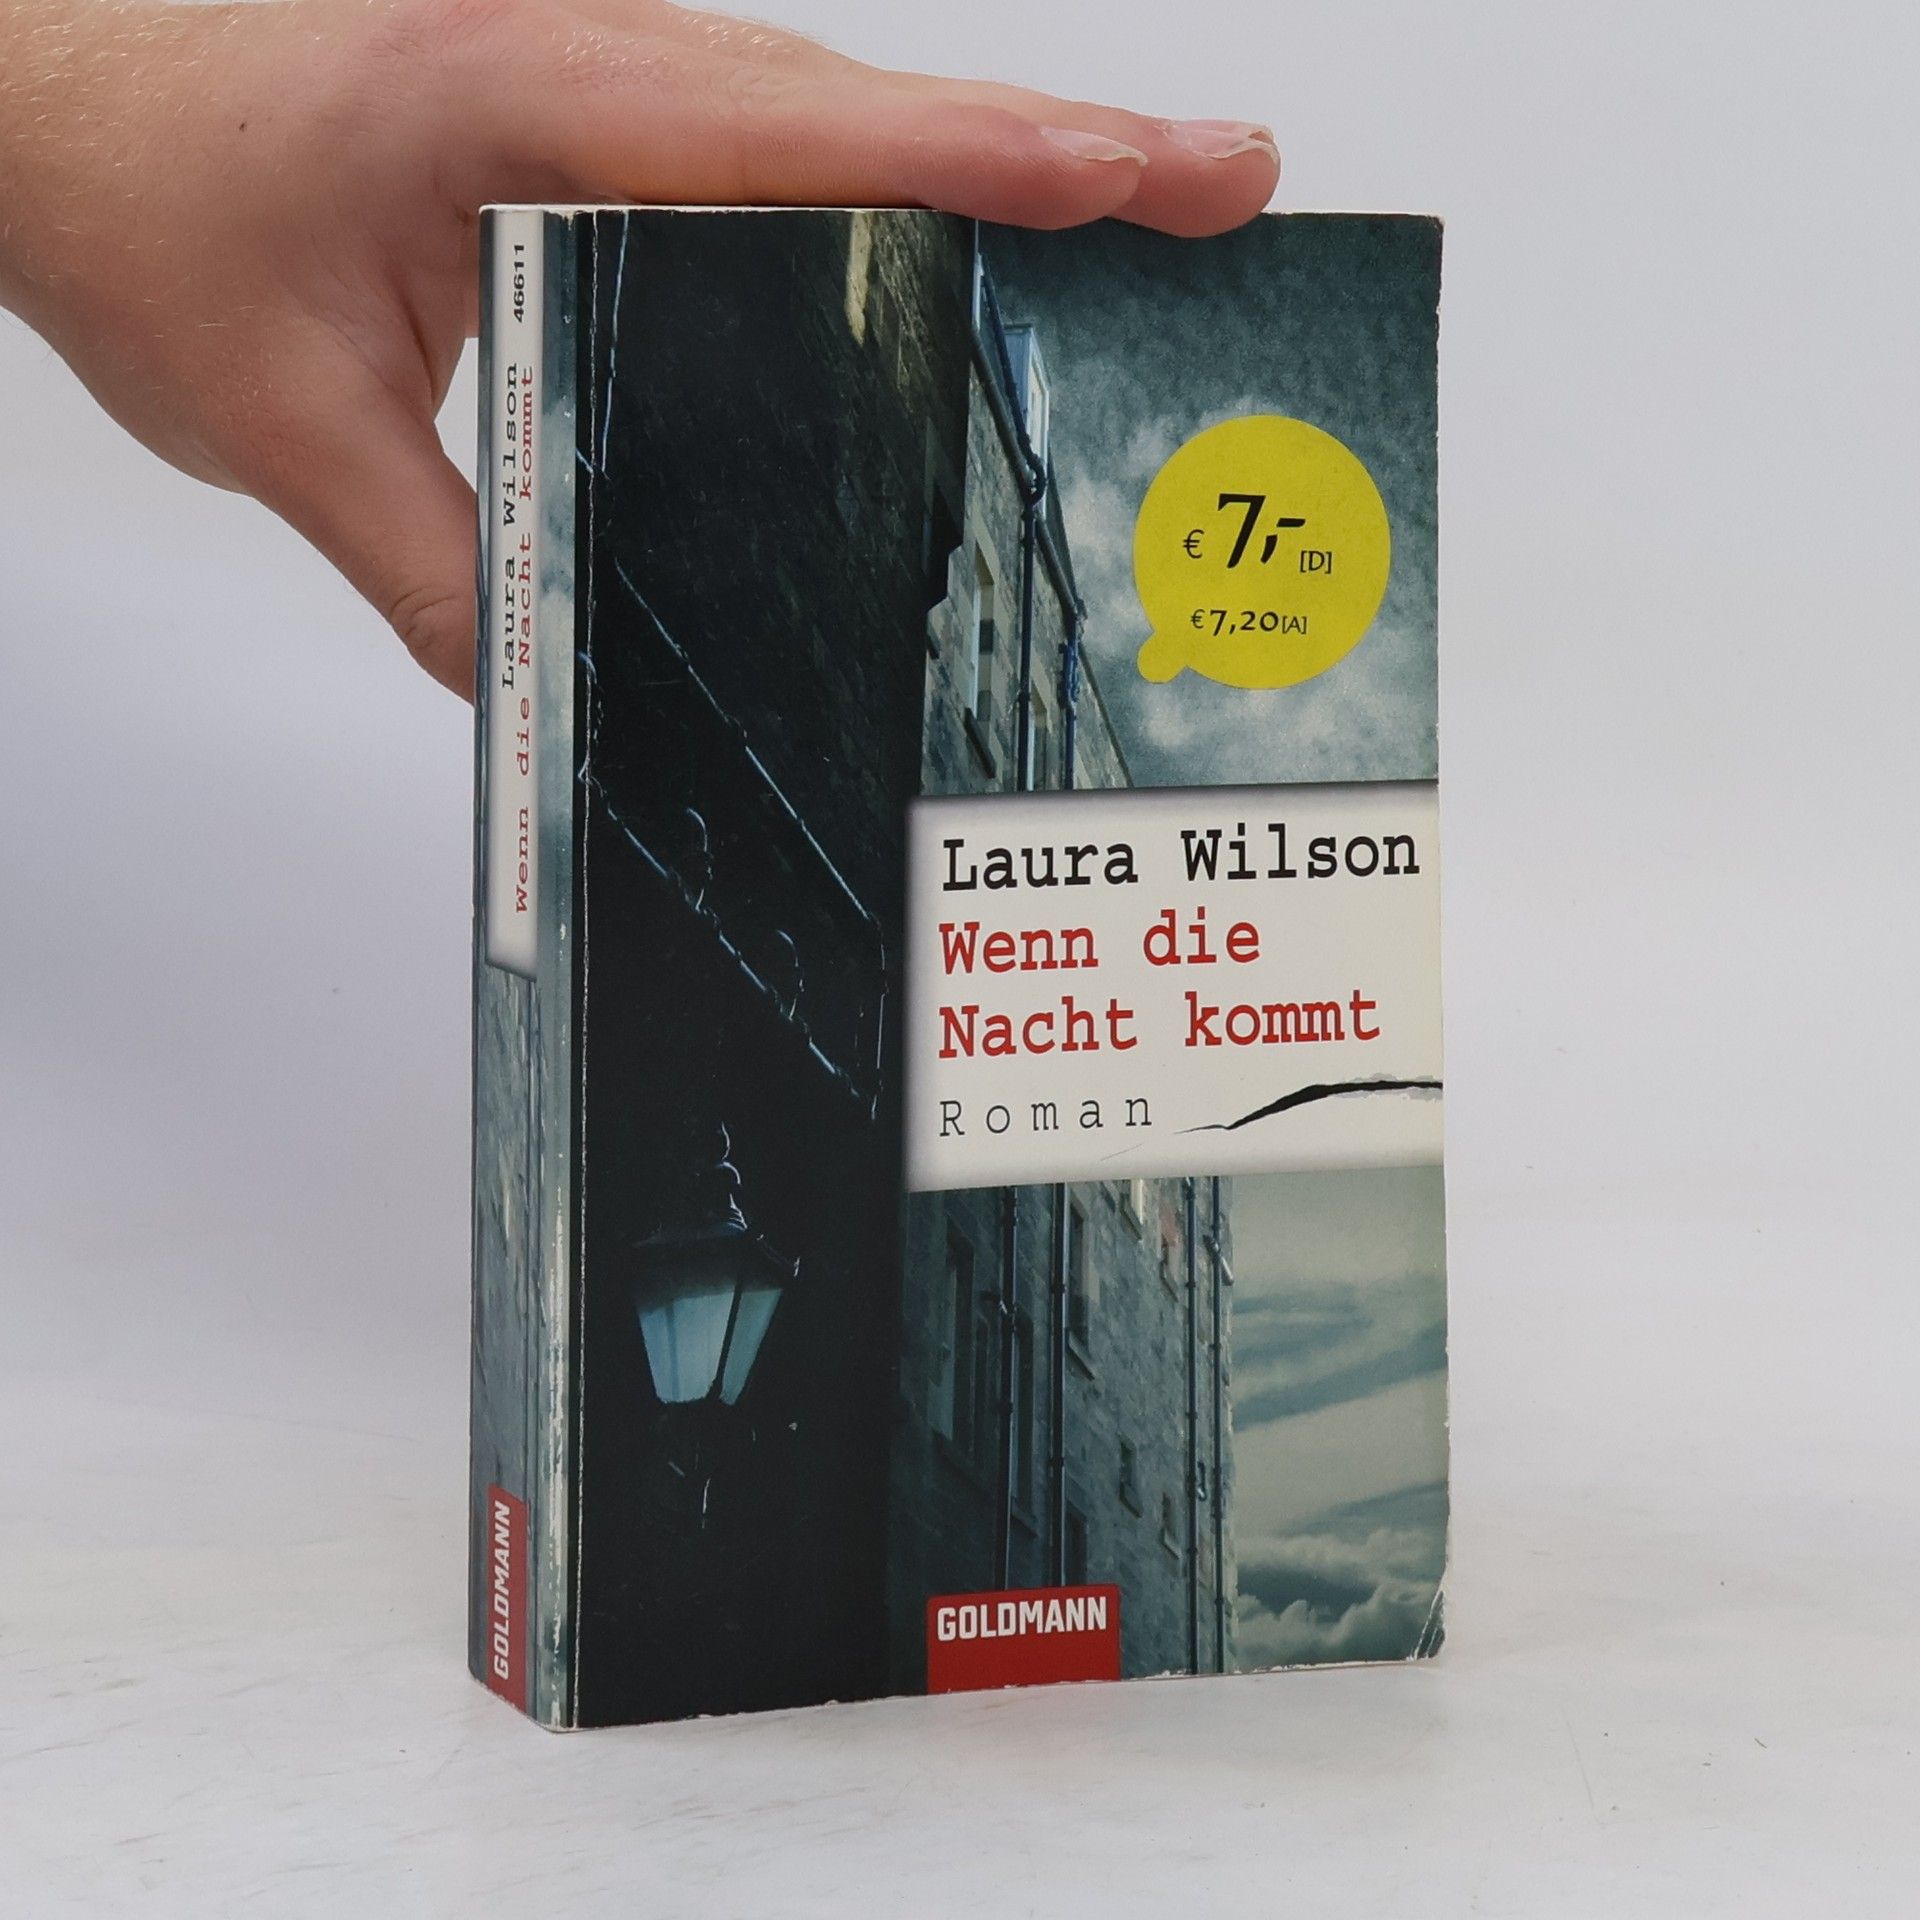 46611
Laura Wilson
Wenn die Nacht kommt
GOLDMANN
€ 7,- [D]
€ 7,20 [A]
Laura Wilson
Wenn die
Nacht kommt
Roman
GOLDMANN